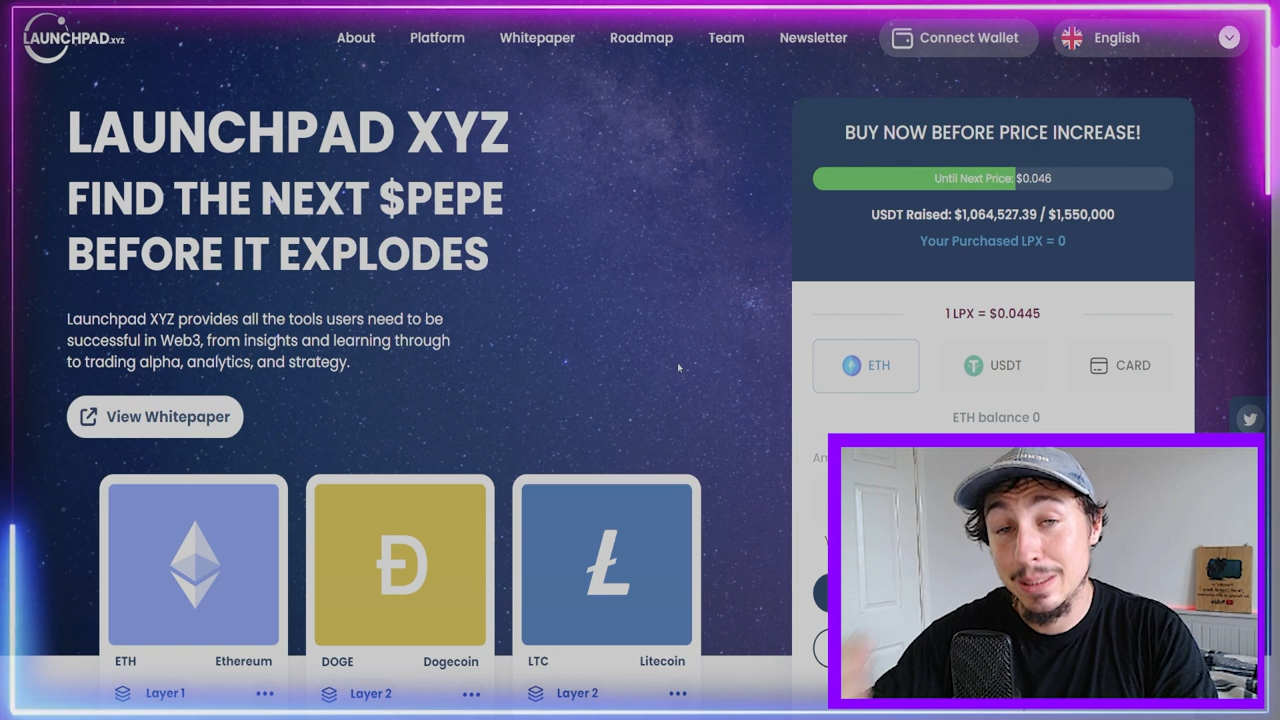 LAUNCHPAD.XYZ
About
Platform
Whitepaper
Roadmap
Team
Newsletter
Connect Wallet
English
LAUNCHPAD XYZ
FIND THE NEXT $PEPE
BEFORE IT EXPLODES
Launchpad XYZ provides all the tools users need to be
successful in Web3, from insights and learning through
to trading alpha, analytics, and strategy.
View Whitepaper
ETH Ethereum
Layer 1
DOGE Dogecoin
Layer 2
LTC Litecoin
Layer 2
BUY NOW BEFORE PRICE INCREASE!
Until Next Price: $0.046
USDT Raised: $1,064,527.39 / $1,550,000
Your Purchased LPX = 0
1 LPX = $0.0445
ETH
USDT
CARD
ETH balance 0